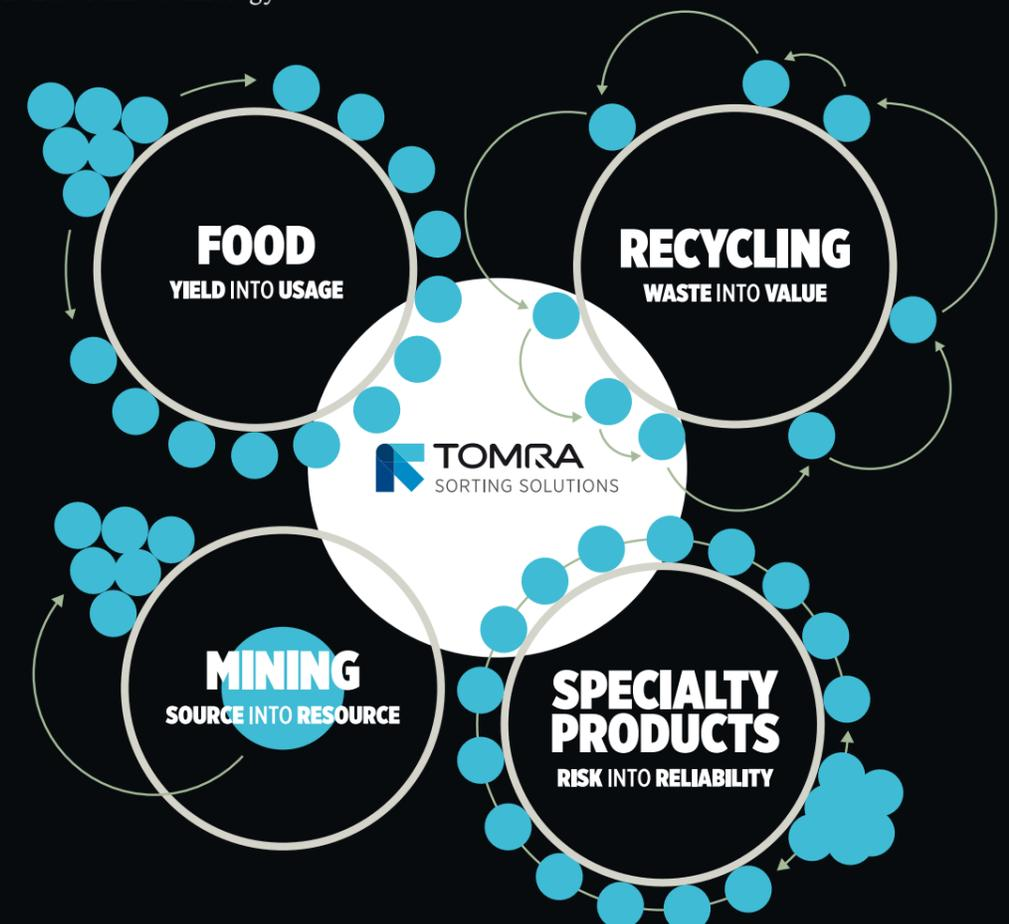 FOOD
YIELD INTO USAGE
RECYCLING
WASTE INTO VALUE
TOMRA
SORTING SOLUTIONS
MINING
SOURCE INTO RESOURCE
SPECIALTY
PRODUCTS
RISK INTO RELIABILITY